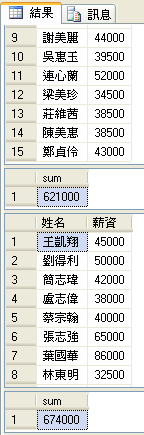 結果 訊息
9 謝美麗 44000
10 吳惠玉 39500
11 連心蘭 52000
12 梁美珍 34500
13 莊維茜 38500
14 陳美惠 38500
15 鄭貞伶 43000
sum
1 621000
姓名 薪資
1 王凱翔 45000
2 劉得利 50000
3 簡志瑋 42000
4 盧志偉 38000
5 蔡宗翰 40000
6 張志強 65000
7 葉國華 86000
8 林東明 32500
sum
1 674000